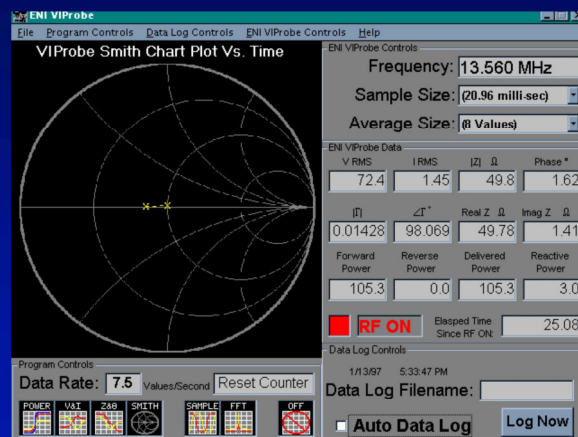 ENI VIProbe
File Program Controls Data Log Controls ENI VIProbe Controls Help
VIProbe Smith Chart Plot Vs. Time
ENI VIProbe Controls
Frequency: 13.560 MHz
Sample Size: (20.96 milli-sec)
Average Size: (8 Values)
ENI VIProbe Data
V RMS I RMS |Z| Ω Phase °
72.4 1.45 49.8 1.62
|Γ| ∠Γ° Real Z Ω Imag Z Ω
0.01428 98.069 49.78 1.41
Forward Power Reverse Power Delivered Power Reactive Power
105.3 0.0 105.3 3.0
RF ON Elasped Time Since RF ON: 25.08
Program Controls
Data Rate: 7.5 Values/Second Reset Counter
POWER V&I Z&θ SMITH SAMPLE FFT OFF
Data Log Controls
1/13/97 5:33:47 PM
Data Log Filename:
Auto Data Log Log Now